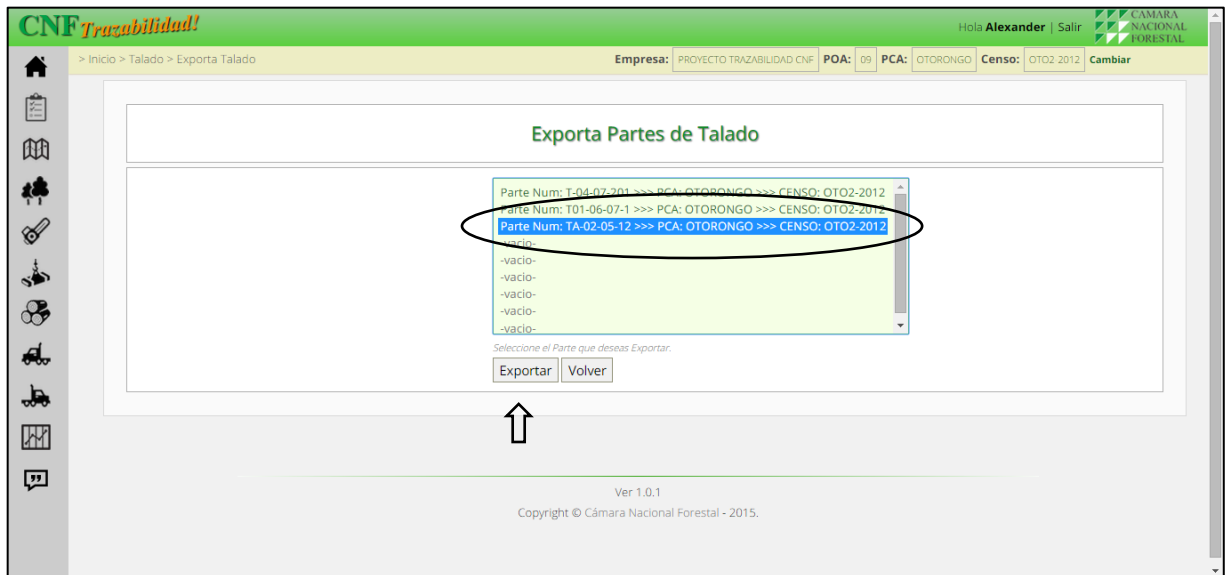 CNF Trazabilidad!
Hola Alexander | Salir
CAMARA
NACIONAL
FORESTAL
> Inicio > Talado > Exporta Talado
Empresa: PROYECTO TRAZABILIDAD CNF POA: 09 PCA: OTORONGO Censo: OTO2-2012 Cambiar
Exporta Partes de Talado
Parte Num: T-04-07-201 >>> PCA: OTORONGO >>> CENSO: OTO2-2012
Parte Num: T01-06-07-1 >>> PCA: OTORONGO >>> CENSO: OTO2-2012
Parte Num: TA-02-05-12 >>> PCA: OTORONGO >>> CENSO: OTO2-2012
-vacio-
-vacio-
-vacio-
-vacio-
-vacio-
-vacio-
Seleccione el Parte que deseas Exportar.
Exportar Volver
Ver 1.0.1
Copyright © Cámara Nacional Forestal - 2015.